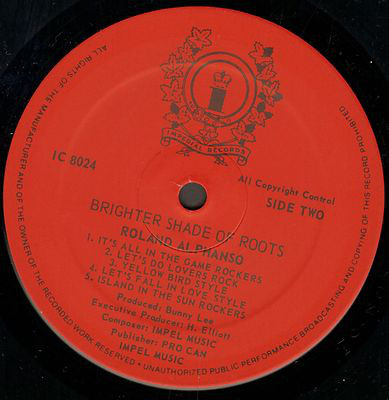 IMPERIAL RECORDS
IC 8024
All Copyright Control
SIDE TWO
BRIGHTER SHADE OF ROOTS
ROLAND ALPHANSO
1. IT'S ALL IN THE GAME ROCKERS
2. LET'S DO LOVERS ROCK
3. YELLOW BIRD STYLE
4. LET'S FALL IN LOVE STYLE
5. ISLAND IN THE SUN ROCKERS
Produced: Bunny Lee
Executive Producer: H. Elliott
Composer: IMPEL MUSIC
Publisher: PRO CAN
IMPEL MUSIC
ALL RIGHTS OF THE MANUFACTURER AND OF THE OWNER OF THE RECORDED WORK RESERVED • UNAUTHORIZED PUBLIC PERFORMANCE BROADCASTING AND COPYING OF THIS RECORD PROHIBITED